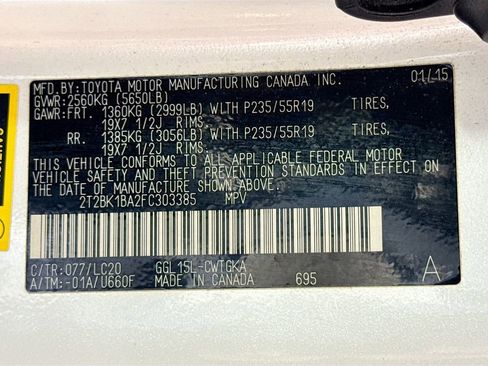 MFD.BY:TOYOTA MOTOR MANUFACTURING CANADA INC. 01/15
GVWR:2560KG (5650LB)
GAWR:FRT. 1360KG (2999LB) WITH P235/55R19 TIRES,
19X7 1/2J RIMS,
RR. 1385KG (3056LB) WITH P235/55R19 TIRES,
19X7 1/2J RIMS.
THIS VEHICLE CONFORMS TO ALL APPLICABLE FEDERAL MOTOR
VEHICLE SAFETY AND THEFT PREVENTION STANDARDS IN EFFECT ON
THE DATE OF MANUFACTURE SHOWN ABOVE.
2T2BK1BA2FC303385 MPV
C/TR:077/LC20 GGL15L-CWTGKA
A/TM:-01A/U660F MADE IN CANADA 695 A